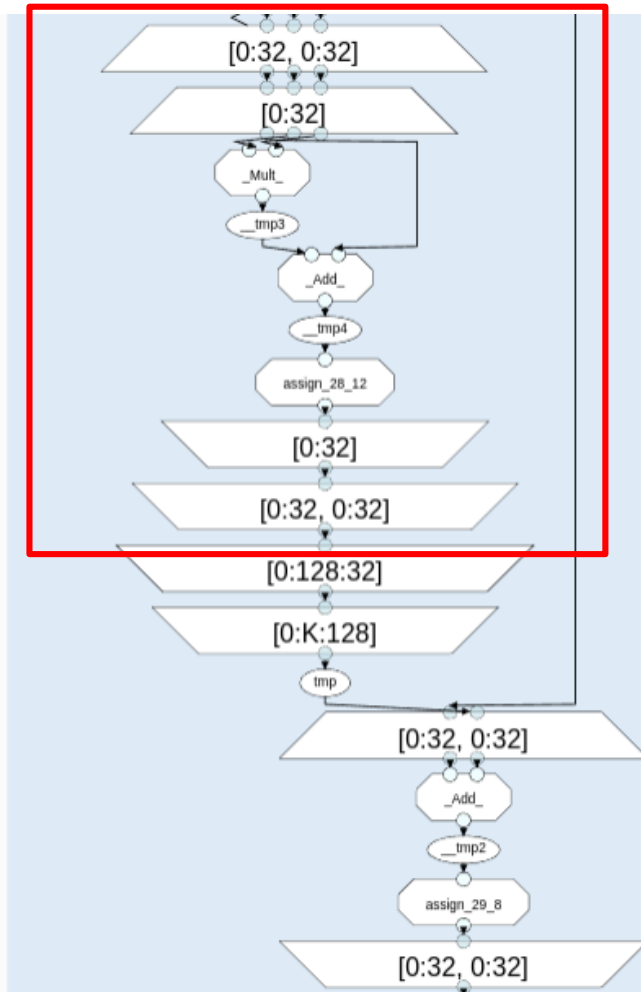 [0:32, 0:32]
[0:32]
_Mult_
__tmp3
_Add_
__tmp4
assign_28_12
[0:32]
[0:32, 0:32]
[0:128:32]
[0:K:128]
tmp
[0:32, 0:32]
_Add_
__tmp2
assign_29_8
[0:32, 0:32]